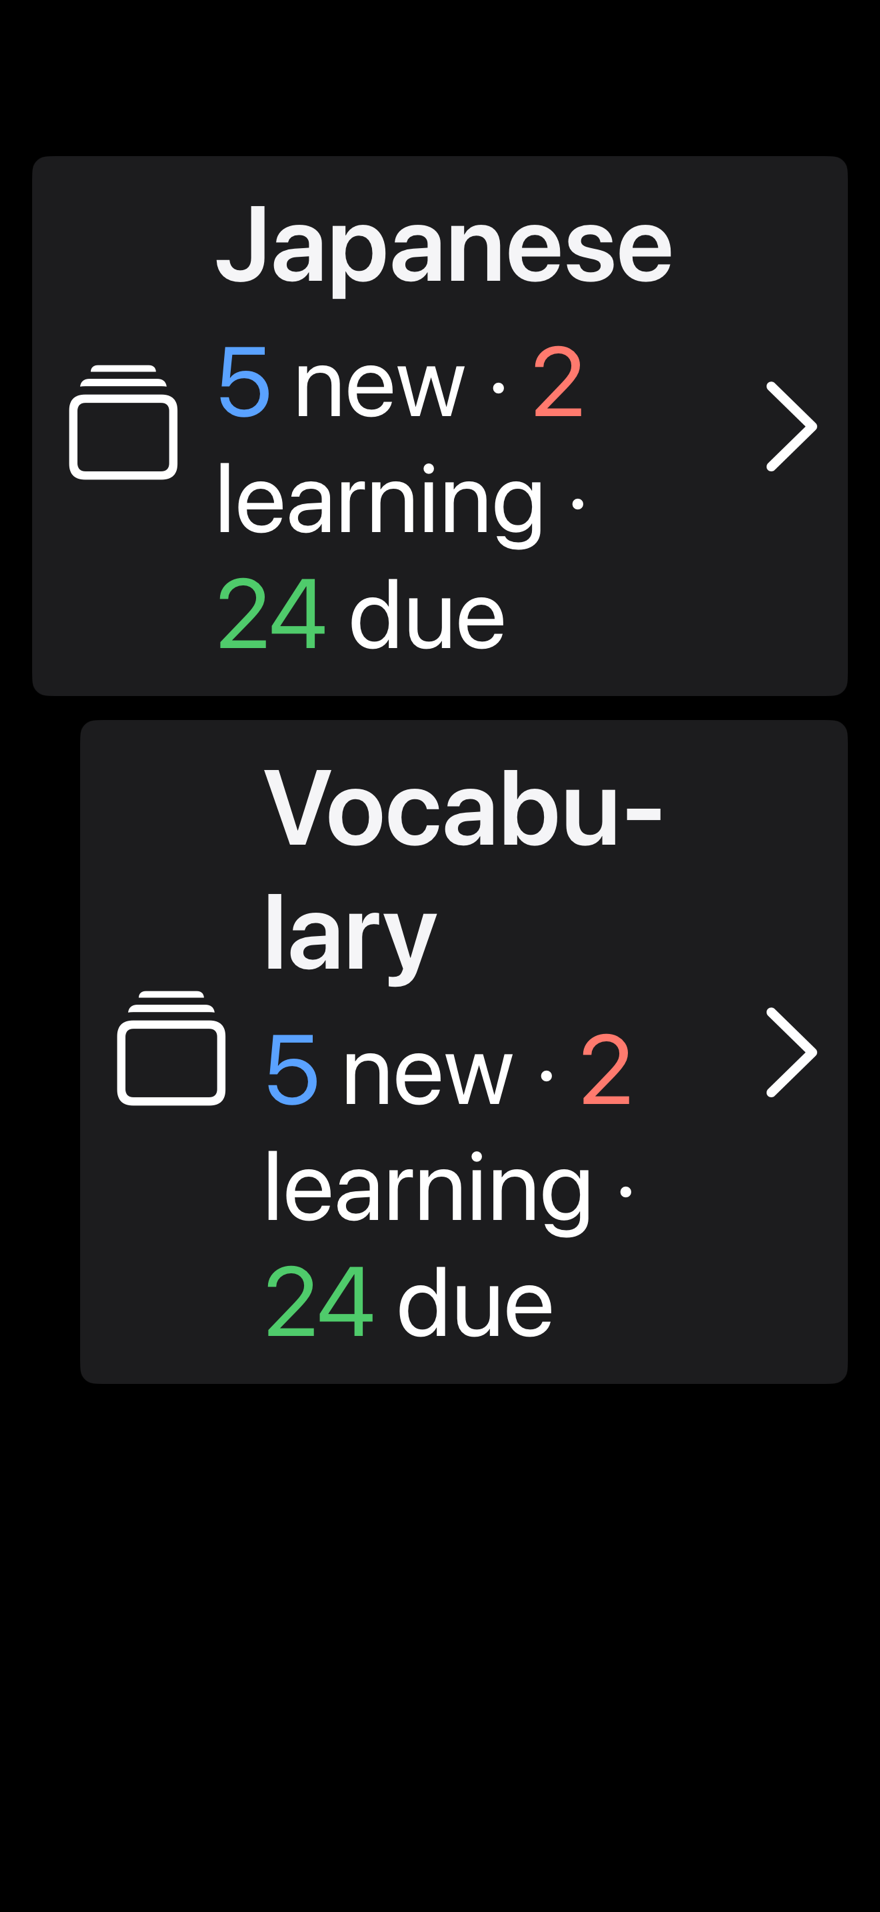 Japanese
5 new · 2
learning ·
24 due
Vocabu-
lary
5 new · 2
learning ·
24 due